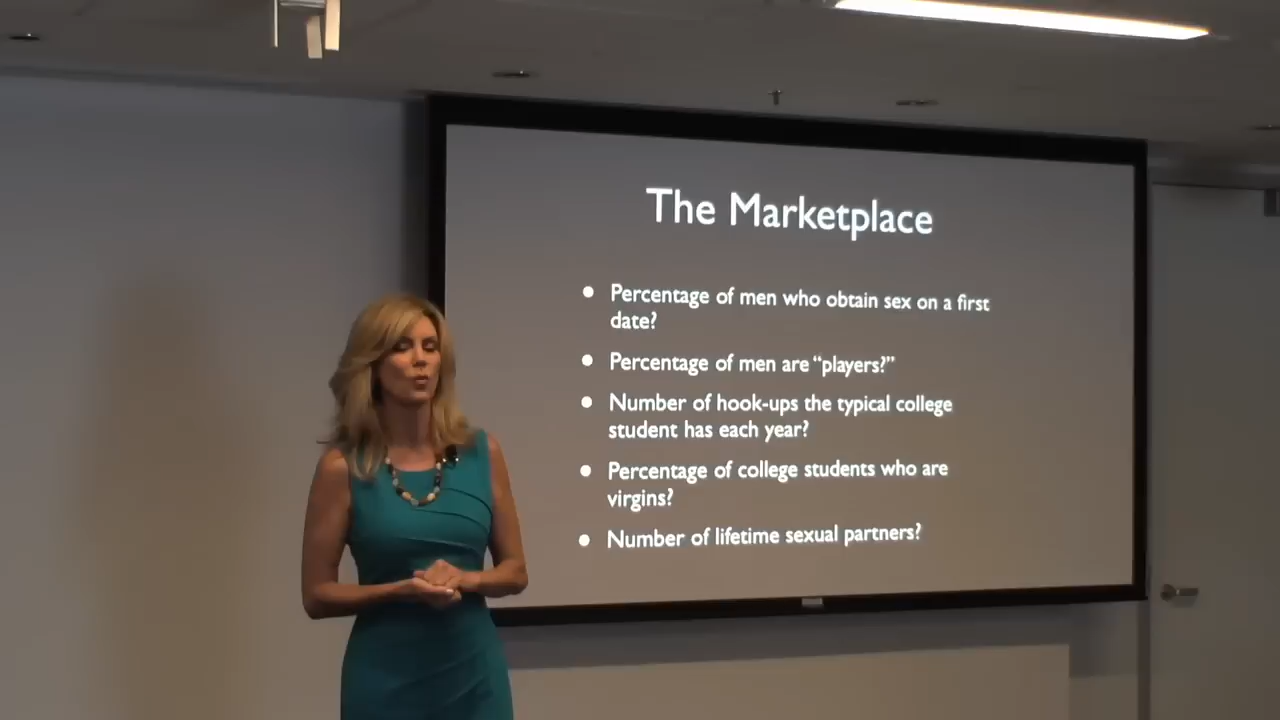 The Marketplace
• Percentage of men who obtain sex on a first
date?
• Percentage of men are “players?”
• Number of hook-ups the typical college
student has each year?
• Percentage of college students who are
virgins?
• Number of lifetime sexual partners?